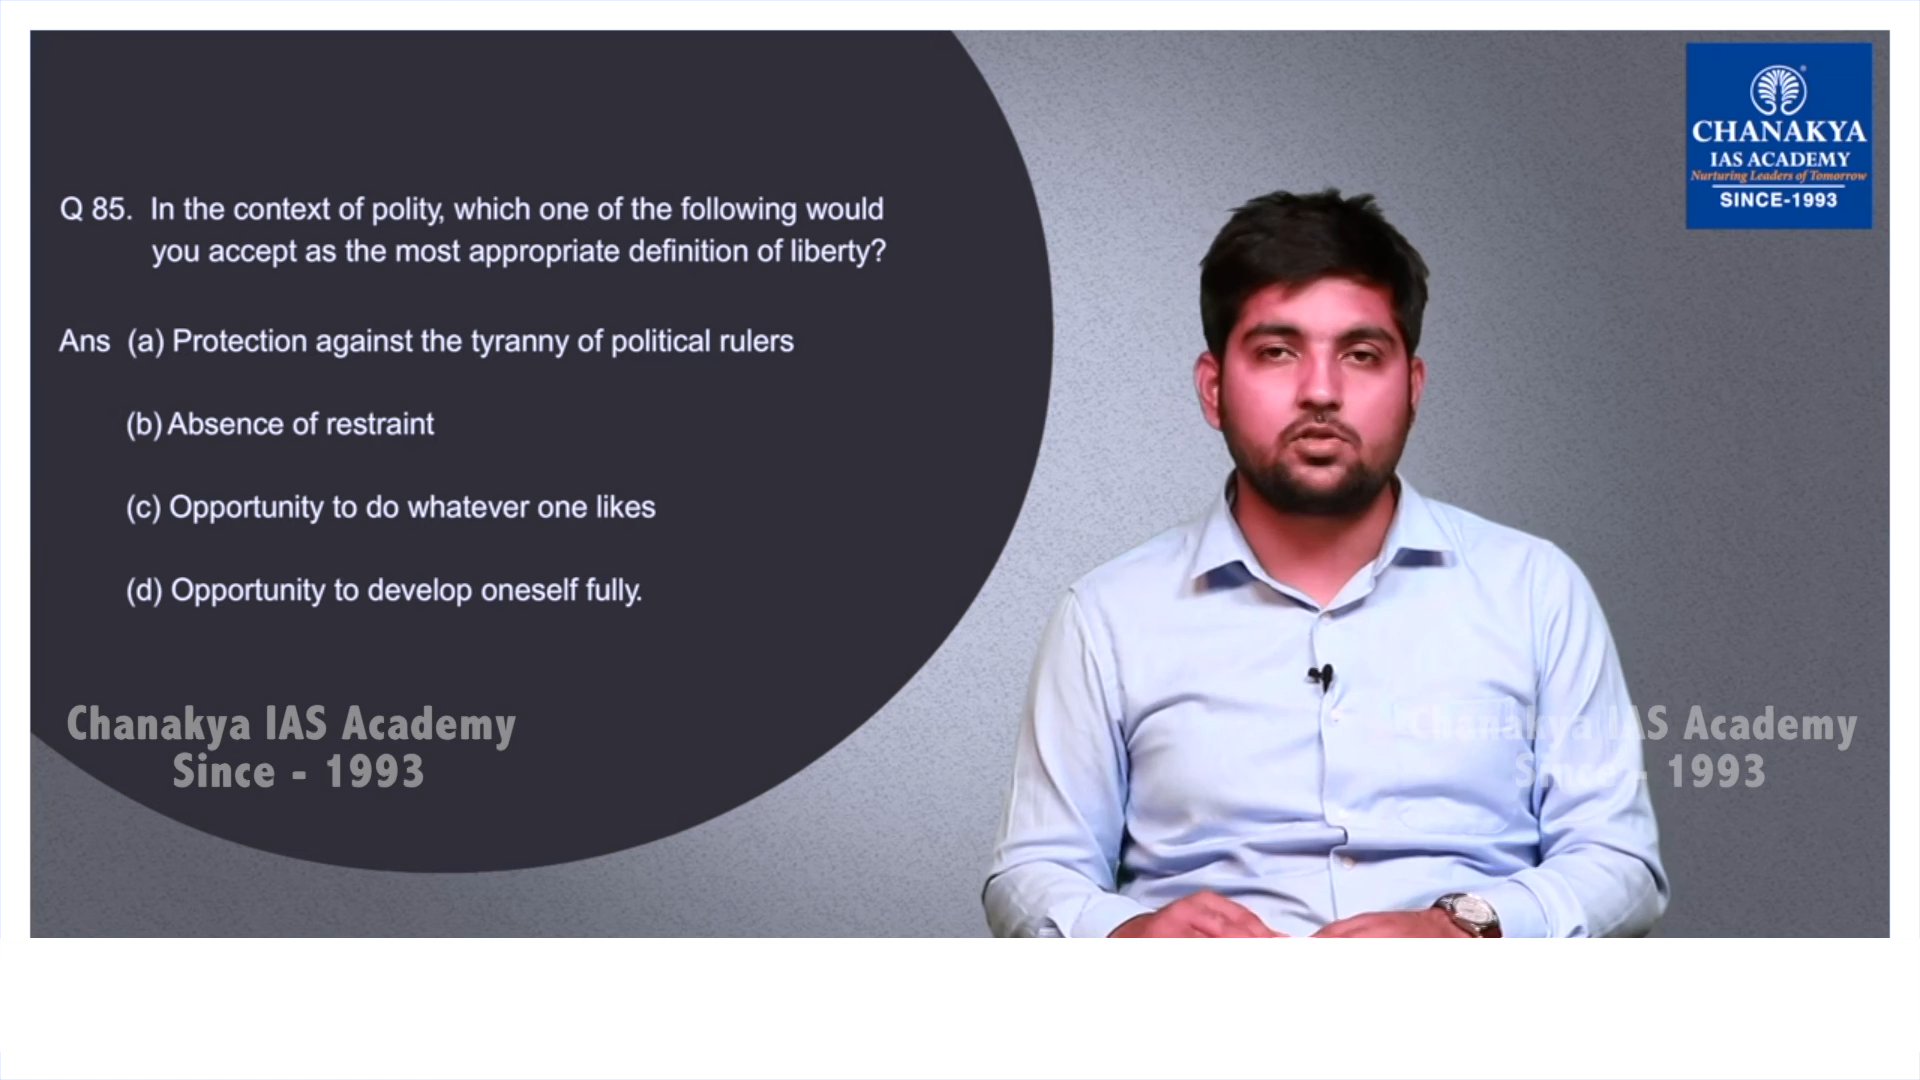 CHANAKYA
IAS ACADEMY
Nurturing Leaders of Tomorrow
SINCE-1993
Q 85. In the context of polity, which one of the following would
you accept as the most appropriate definition of liberty?
Ans (a) Protection against the tyranny of political rulers
(b) Absence of restraint
(c) Opportunity to do whatever one likes
(d) Opportunity to develop oneself fully.
Chanakya IAS Academy
Since - 1993
Chanakya IAS Academy
Since - 1993